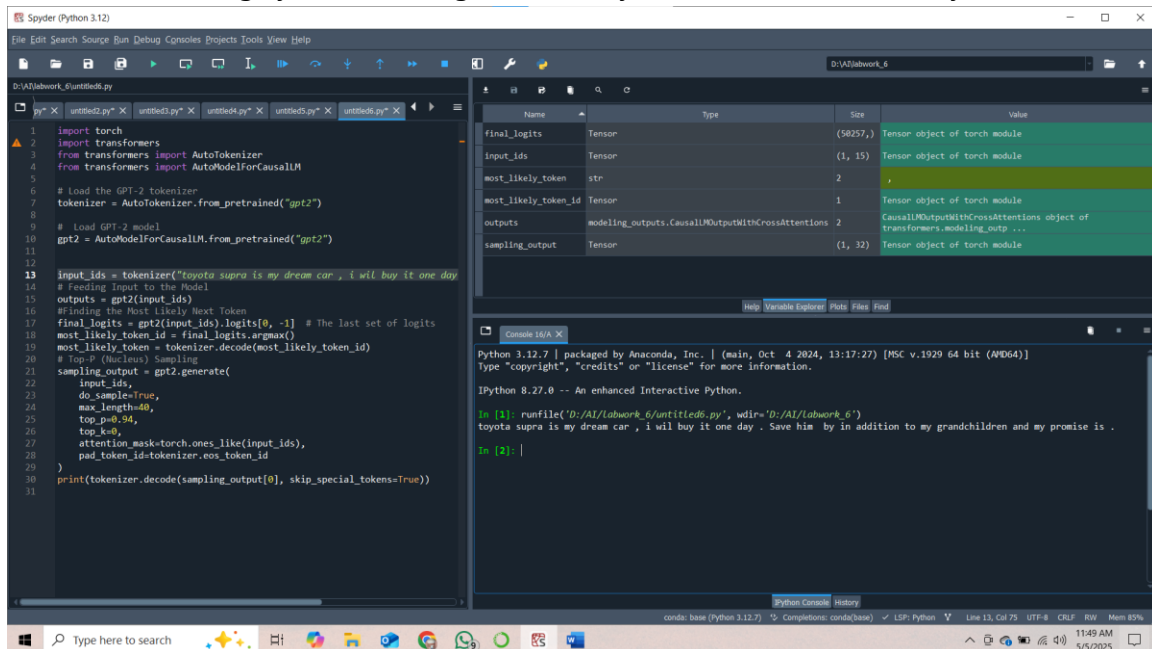 Spyder (Python 3.12)
File Edit Search Source Run Debug Consoles Projects Tools View Help
D:\AI\labwork_6
D:\AI\labwork_6\untitled6.py
py* X untitled2.py* X untitled3.py* X untitled4.py* X untitled5.py* X untitled6.py* X
1 import torch
2 import transformers
3 from transformers import AutoTokenizer
4 from transformers import AutoModelForCausalLM
5
6 # Load the GPT-2 tokenizer
7 tokenizer = AutoTokenizer.from_pretrained("gpt2")
8
9 # Load GPT-2 model
10 gpt2 = AutoModelForCausalLM.from_pretrained("gpt2")
11
12
13 input_ids = tokenizer("toyota supra is my dream car , i wil buy it one day
14 # Feeding Input to the Model
15 outputs = gpt2(input_ids)
16 #Finding the Most Likely Next Token
17 final_logits = gpt2(input_ids).logits[0, -1] # The last set of logits
18 most_likely_token_id = final_logits.argmax()
19 most_likely_token = tokenizer.decode(most_likely_token_id)
20 # Top-P (Nucleus) Sampling
21 sampling_output = gpt2.generate(
22 input_ids,
23 do_sample=True,
24 max_length=40,
25 top_p=0.94,
26 top_k=0,
27 attention_mask=torch.ones_like(input_ids),
28 pad_token_id=tokenizer.eos_token_id
29 )
30 print(tokenizer.decode(sampling_output[0], skip_special_tokens=True))
31
Name Type Size Value
final_logits Tensor (50257,) Tensor object of torch module
input_ids Tensor (1, 15) Tensor object of torch module
most_likely_token str 2 ,
most_likely_token_id Tensor 1 Tensor object of torch module
outputs modeling_outputs.CausalLMOutputWithCrossAttentions 2 CausalLMOutputWithCrossAttentions object of
transformers.modeling_outp ...
sampling_output Tensor (1, 32) Tensor object of torch module
Help Variable Explorer Plots Files Find
Console 16/A X
Python 3.12.7 | packaged by Anaconda, Inc. | (main, Oct 4 2024, 13:17:27) [MSC v.1929 64 bit (AMD64)]
Type "copyright", "credits" or "license" for more information.
IPython 8.27.0 -- An enhanced Interactive Python.
In [1]: runfile('D:/AI/labwork_6/untitled6.py', wdir='D:/AI/labwork_6')
toyota supra is my dream car , i wil buy it one day . Save him by in addition to my grandchildren and my promise is .
In [2]:
IPython Console History
conda: base (Python 3.12.7) Completions: conda(base) LSP: Python Line 13, Col 75 UTF-8 CRLF RW Mem 85%
Type here to search
11:49 AM
5/5/2025